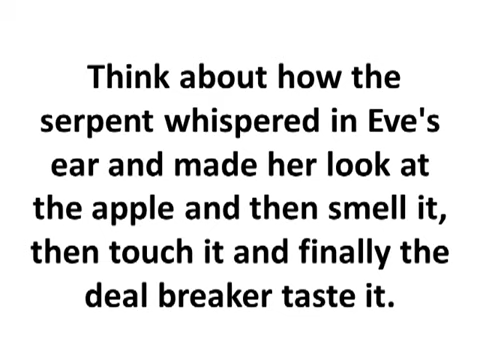 Think about how the
serpent whispered in Eve's
ear and made her look at
the apple and then smell it,
then touch it and finally the
deal breaker taste it.